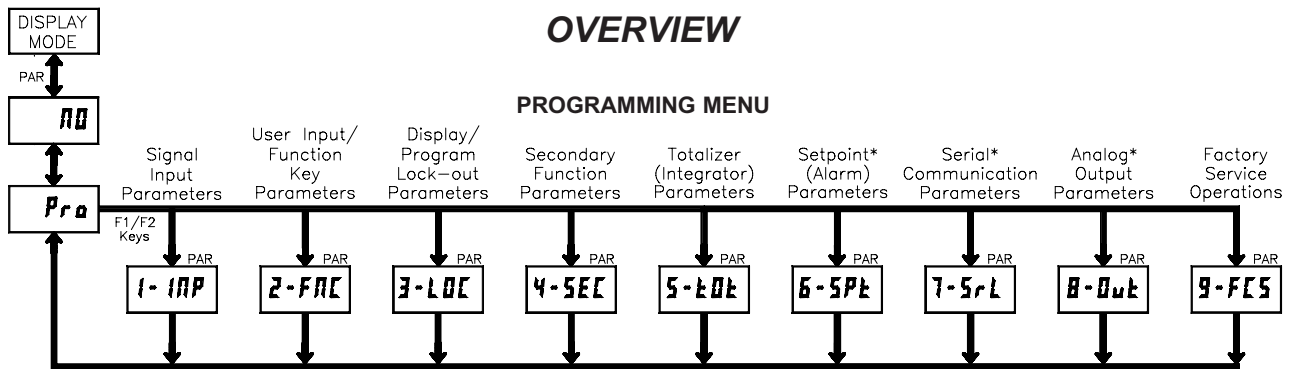 OVERVIEW
DISPLAY
MODE
PAR
NO
Pro
PROGRAMMING MENU
Signal
Input
Parameters
User Input/
Function
Key
Parameters
Display/
Program
Lock-out
Parameters
Secondary
Function
Parameters
Totalizer
(Integrator)
Parameters
Setpoint*
(Alarm)
Parameters
Serial*
Communication
Parameters
Analog*
Output
Parameters
Factory
Service
Operations
F1/F2
Keys
PAR
1-INP
PAR
2-FNC
PAR
3-LOC
PAR
4-SEC
PAR
5-tOt
PAR
6-SPt
PAR
7-SrL
PAR
8-Out
PAR
9-FCS